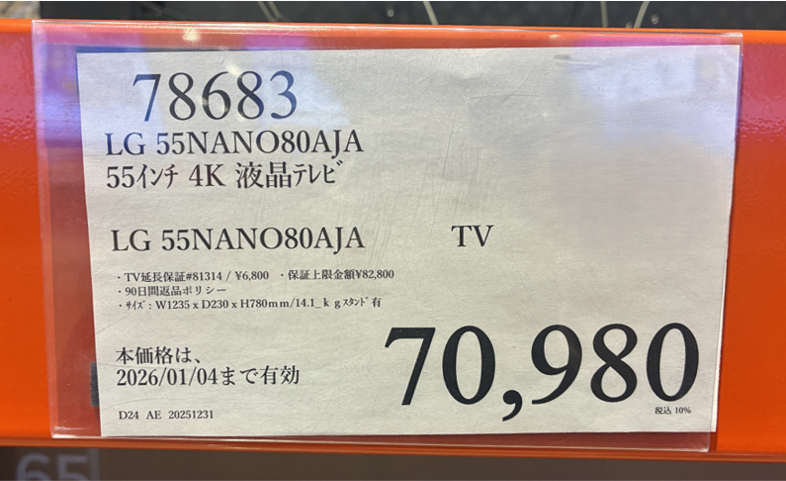 78683
LG 55NANO80AJA
55インチ 4K 液晶テレビ
LG 55NANO80AJA TV
・TV延長保証#81314 / ¥6,800 ・保証上限金額¥82,800
・90日間返品ポリシー
・サイズ：W1235 x D230 x H780mm/14.1_ｋｇスタンド有
本価格は、
2026/01/04まで有効
70,980
D24 AE 20251231
税込 10%
65